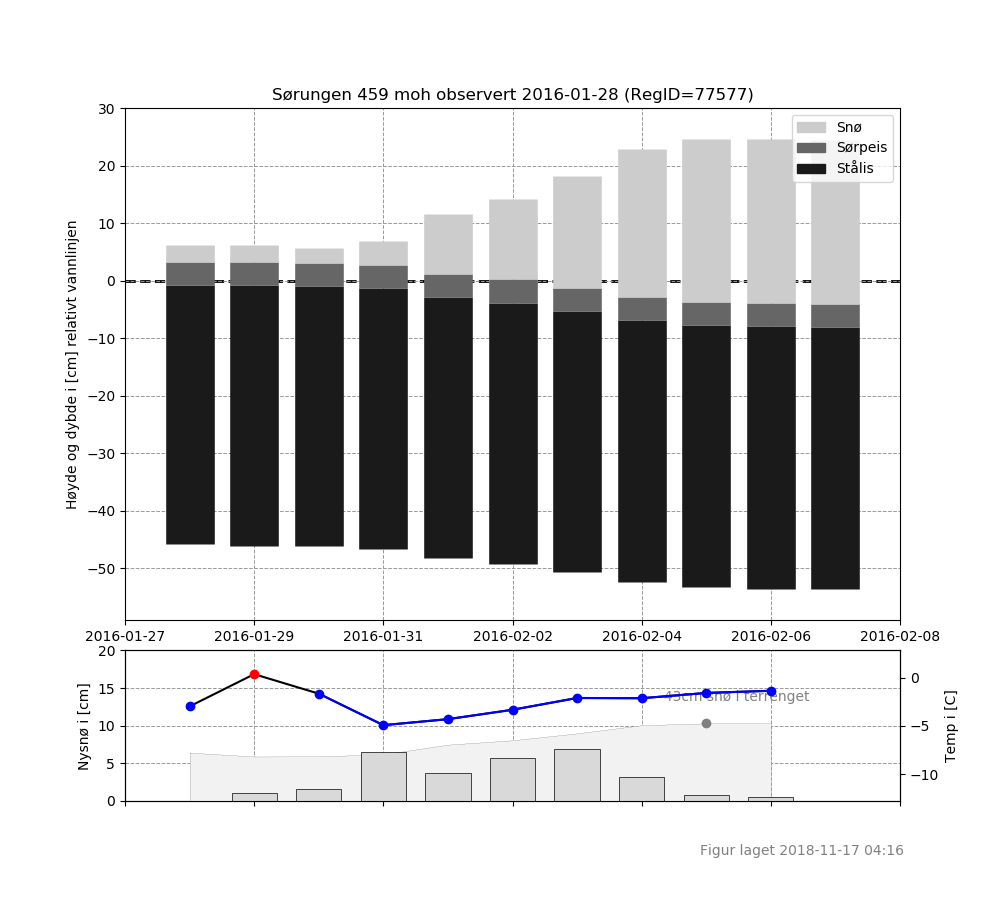 Sørungen 459 moh observert 2016-01-28 (RegID=77577)
Høyde og dybde i [cm] relativt vannlinjen
30
20
10
0
−10
−20
−30
−40
−50
Snø
Sørpeis
Stålis
2016-01-27 2016-01-29 2016-01-31 2016-02-02 2016-02-04 2016-02-06 2016-02-08
Nysnø i [cm]
20
15
10
5
0
43cm snø i terrenget
0
−5
−10
Temp i [C]
Figur laget 2018-11-17 04:16